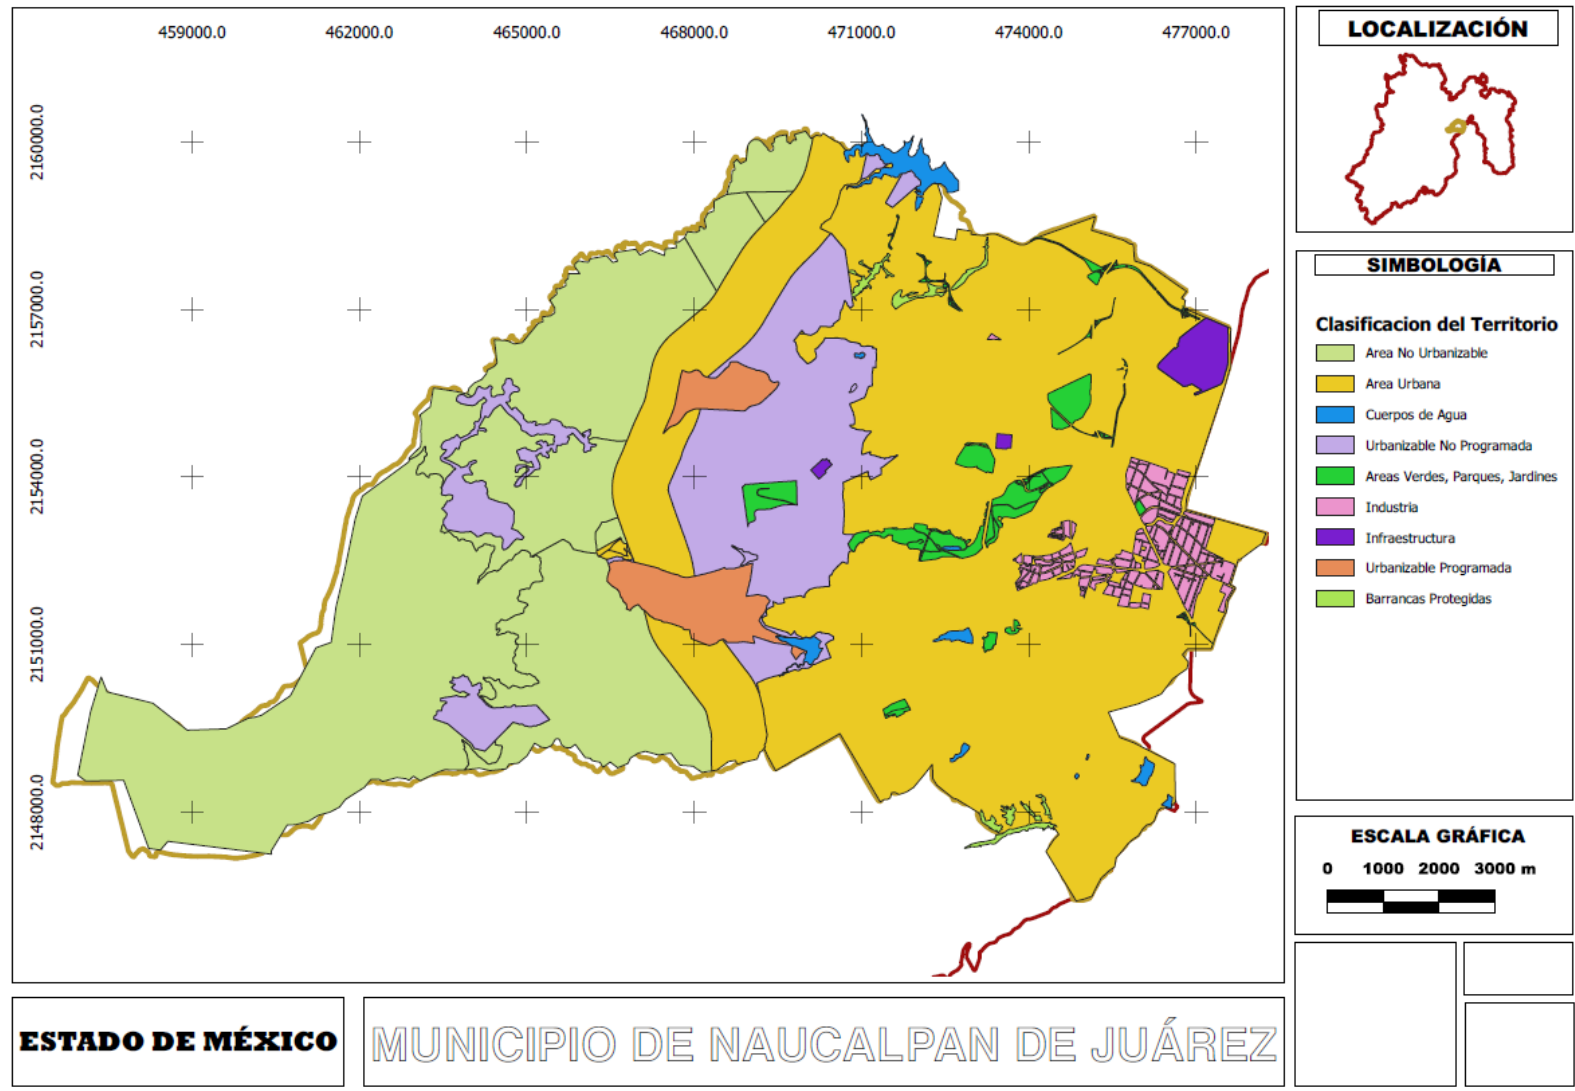 459000.0 462000.0 465000.0 468000.0 471000.0 474000.0 477000.0
2160000.0
2157000.0
2154000.0
2151000.0
2148000.0
LOCALIZACIÓN
SIMBOLOGÍA
Clasificacion del Territorio
Area No Urbanizable
Area Urbana
Cuerpos de Agua
Urbanizable No Programada
Areas Verdes, Parques, Jardines
Industria
Infraestructura
Urbanizable Programada
Barrancas Protegidas
ESCALA GRÁFICA
0 1000 2000 3000 m
ESTADO DE MÉXICO
MUNICIPIO DE NAUCALPAN DE JUÁREZ